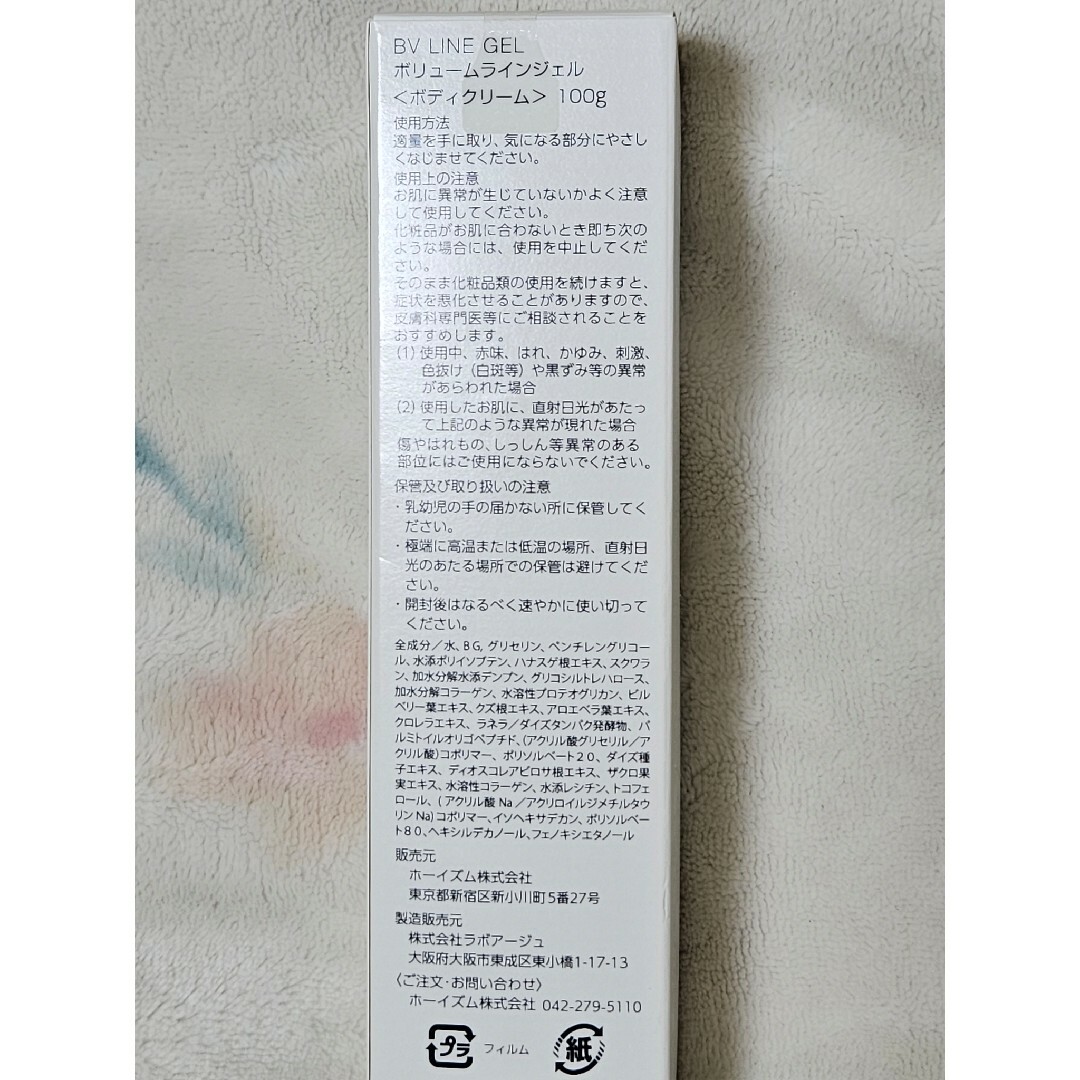 BV LINE GEL
ボリュームラインジェル
＜ボディクリーム＞ 100g
使用方法
適量を手に取り、気になる部分にやさし
くなじませてください。
使用上の注意
お肌に異常が生じていないかよく注意
して使用してください。
化粧品がお肌に合わないとき即ち次の
ような場合には、使用を中止してくだ
さい。
そのまま化粧品類の使用を続けますと、
症状を悪化させることがありますので、
皮膚科専門医等にご相談されることを
おすすめします。
(1) 使用中、赤味、はれ、かゆみ、刺激、
色抜け（白斑等）や黒ずみ等の異常
があらわれた場合
(2) 使用したお肌に、直射日光があたっ
て上記のような異常が現れた場合
傷やはれもの、しっしん等異常のある
部位にはご使用にならないでください。
保管及び取り扱いの注意
・乳幼児の手の届かない所に保管してく
ださい。
・極端に高温または低温の場所、直射日
光のあたる場所での保管は避けてくだ
さい。
・開封後はなるべく速やかに使い切って
ください。
全成分／水、BG, グリセリン、ペンチレングリコー
ル、水添ポリイソブテン、ハナスゲ根エキス、スクワラ
ン、加水分解水添デンプン、グリコシルトレハロース、
加水分解コラーゲン、水溶性プロテオグリカン、ビル
ベリー葉エキス、クズ根エキス、アロエベラ葉エキス、
クロレラエキス、ラネラ／ダイズタンパク発酵物、パ
ルミトイルオリゴペプチド、(アクリル酸グリセリル／ア
クリル酸)コポリマー、ポリソルベート20、ダイズ種
子エキス、ディオスコレアビロサ根エキス、ザクロ果
実エキス、水溶性コラーゲン、水添レシチン、トコフェ
ロール、(アクリル酸Na／アクリロイルジメチルタウ
リンNa)コポリマー、イソヘキサデカン、ポリソルベー
ト80、ヘキシルデカノール、フェノキシエタノール
販売元
ホーイズム株式会社
東京都新宿区新小川町5番27号
製造販売元
株式会社ラボアージュ
大阪府大阪市東成区東小橋1-17-13
〈ご注文・お問い合わせ〉
ホーイズム株式会社 042-279-5110
プラ フィルム 紙